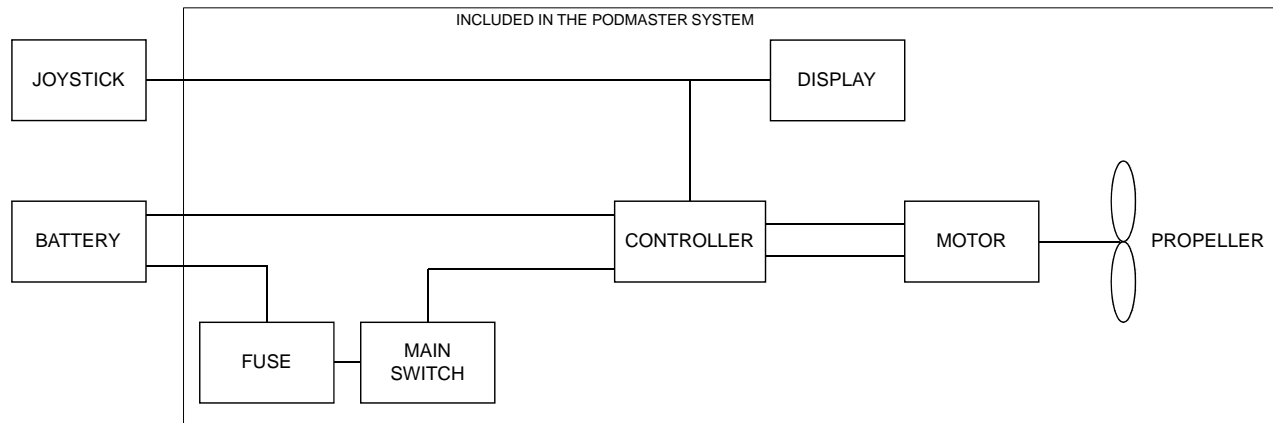 INCLUDED IN THE PODMASTER SYSTEM
JOYSTICK
DISPLAY
BATTERY
CONTROLLER
MOTOR
PROPELLER
FUSE
MAIN
SWITCH